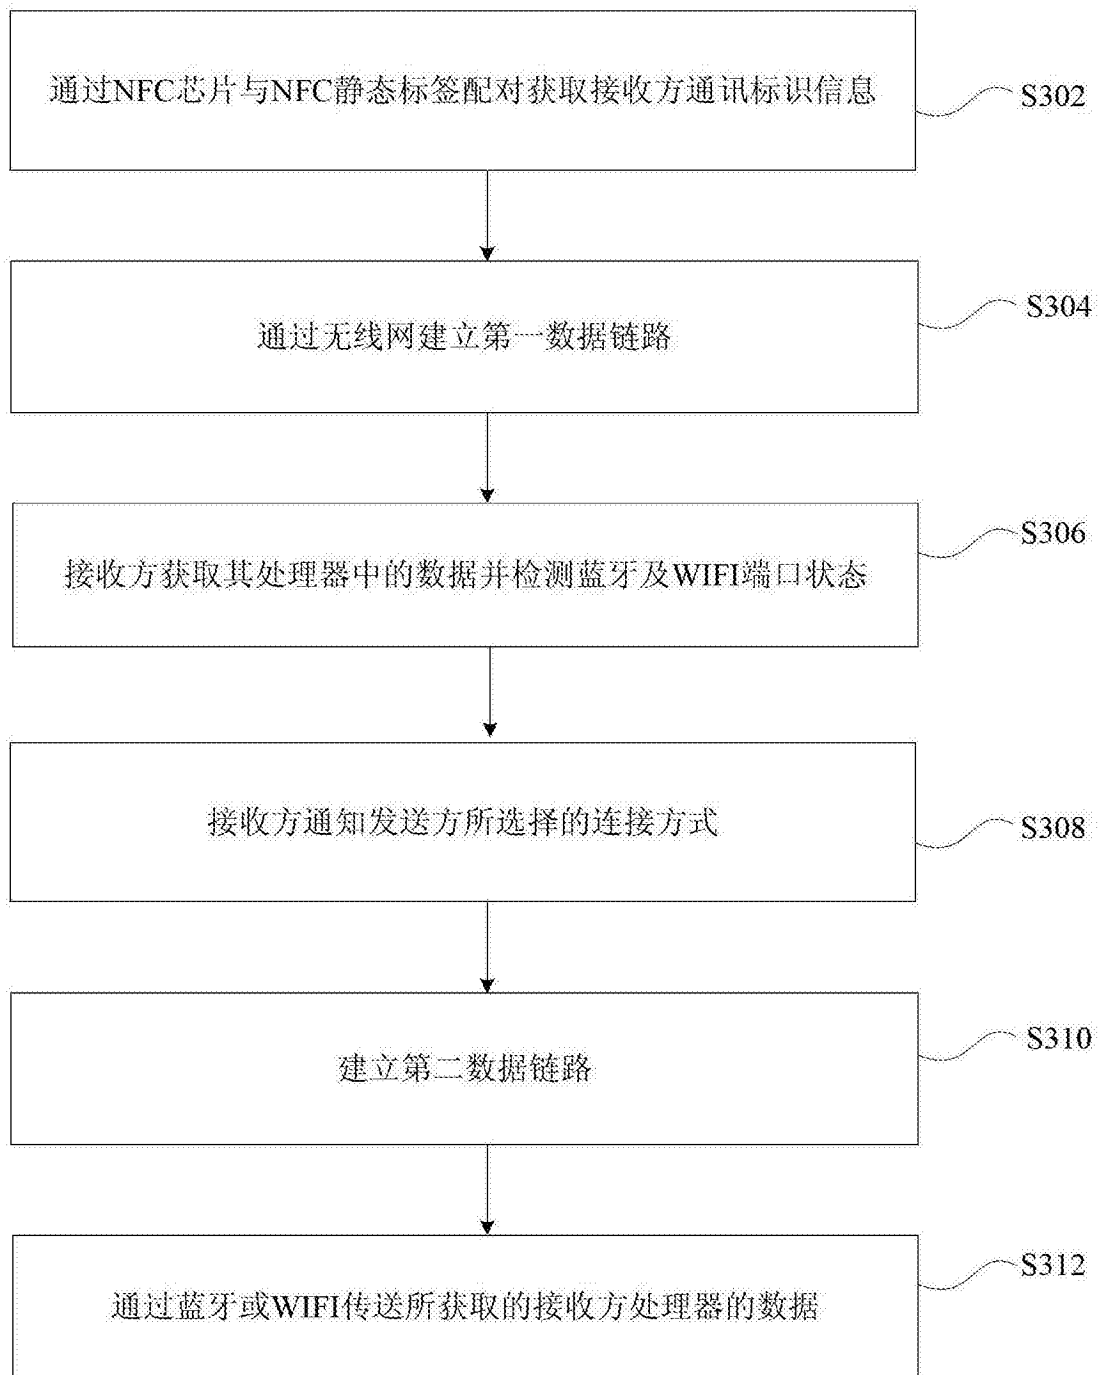 通过NFC芯片与NFC静态标签配对获取接收方通讯标识信息
S302
通过无线网建立第一数据链路
S304
接收方获取其处理器中的数据并检测蓝牙及WIFI端口状态
S306
接收方通知发送方所选择的连接方式
S308
建立第二数据链路
S310
通过蓝牙或WIFI传送所获取的接收方处理器的数据
S312